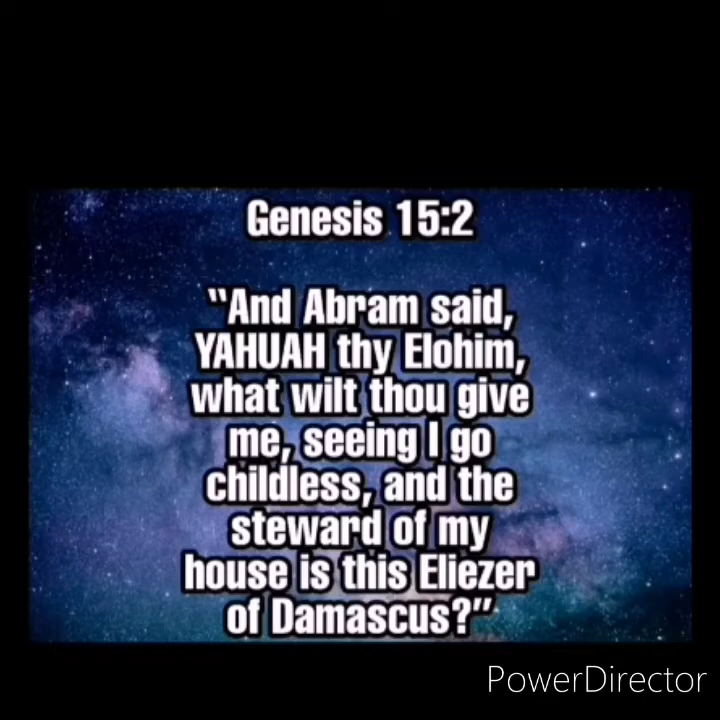 Genesis 15:2
"And Abram said,
YAHUAH thy Elohim,
what wilt thou give
me, seeing I go
childless, and the
steward of my
house is this Eliezer
of Damascus?"
PowerDirector